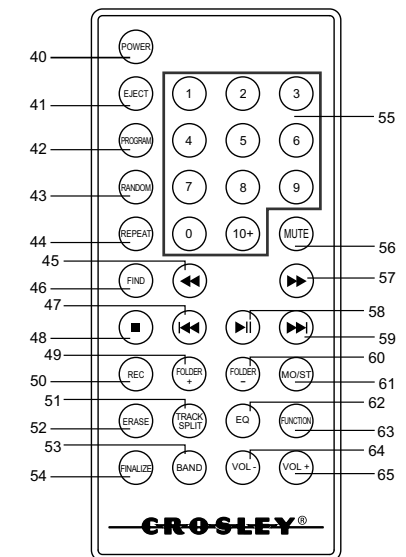 POWER
40
EJECT 1 2 3
41 55
PROGRAM 4 5 6
42
RANDOM 7 8 9
43
REPEAT 0 10+ MUTE
44 56
45
FIND
46 57
47 58
48 59
49 60
REC FOLDER + FOLDER – MO/ST
50 61
51 62
ERASE TRACK SPLIT EQ FUNCTION
52 63
53 64
FINALIZE BAND VOL - VOL +
54 65
CROSLEY®